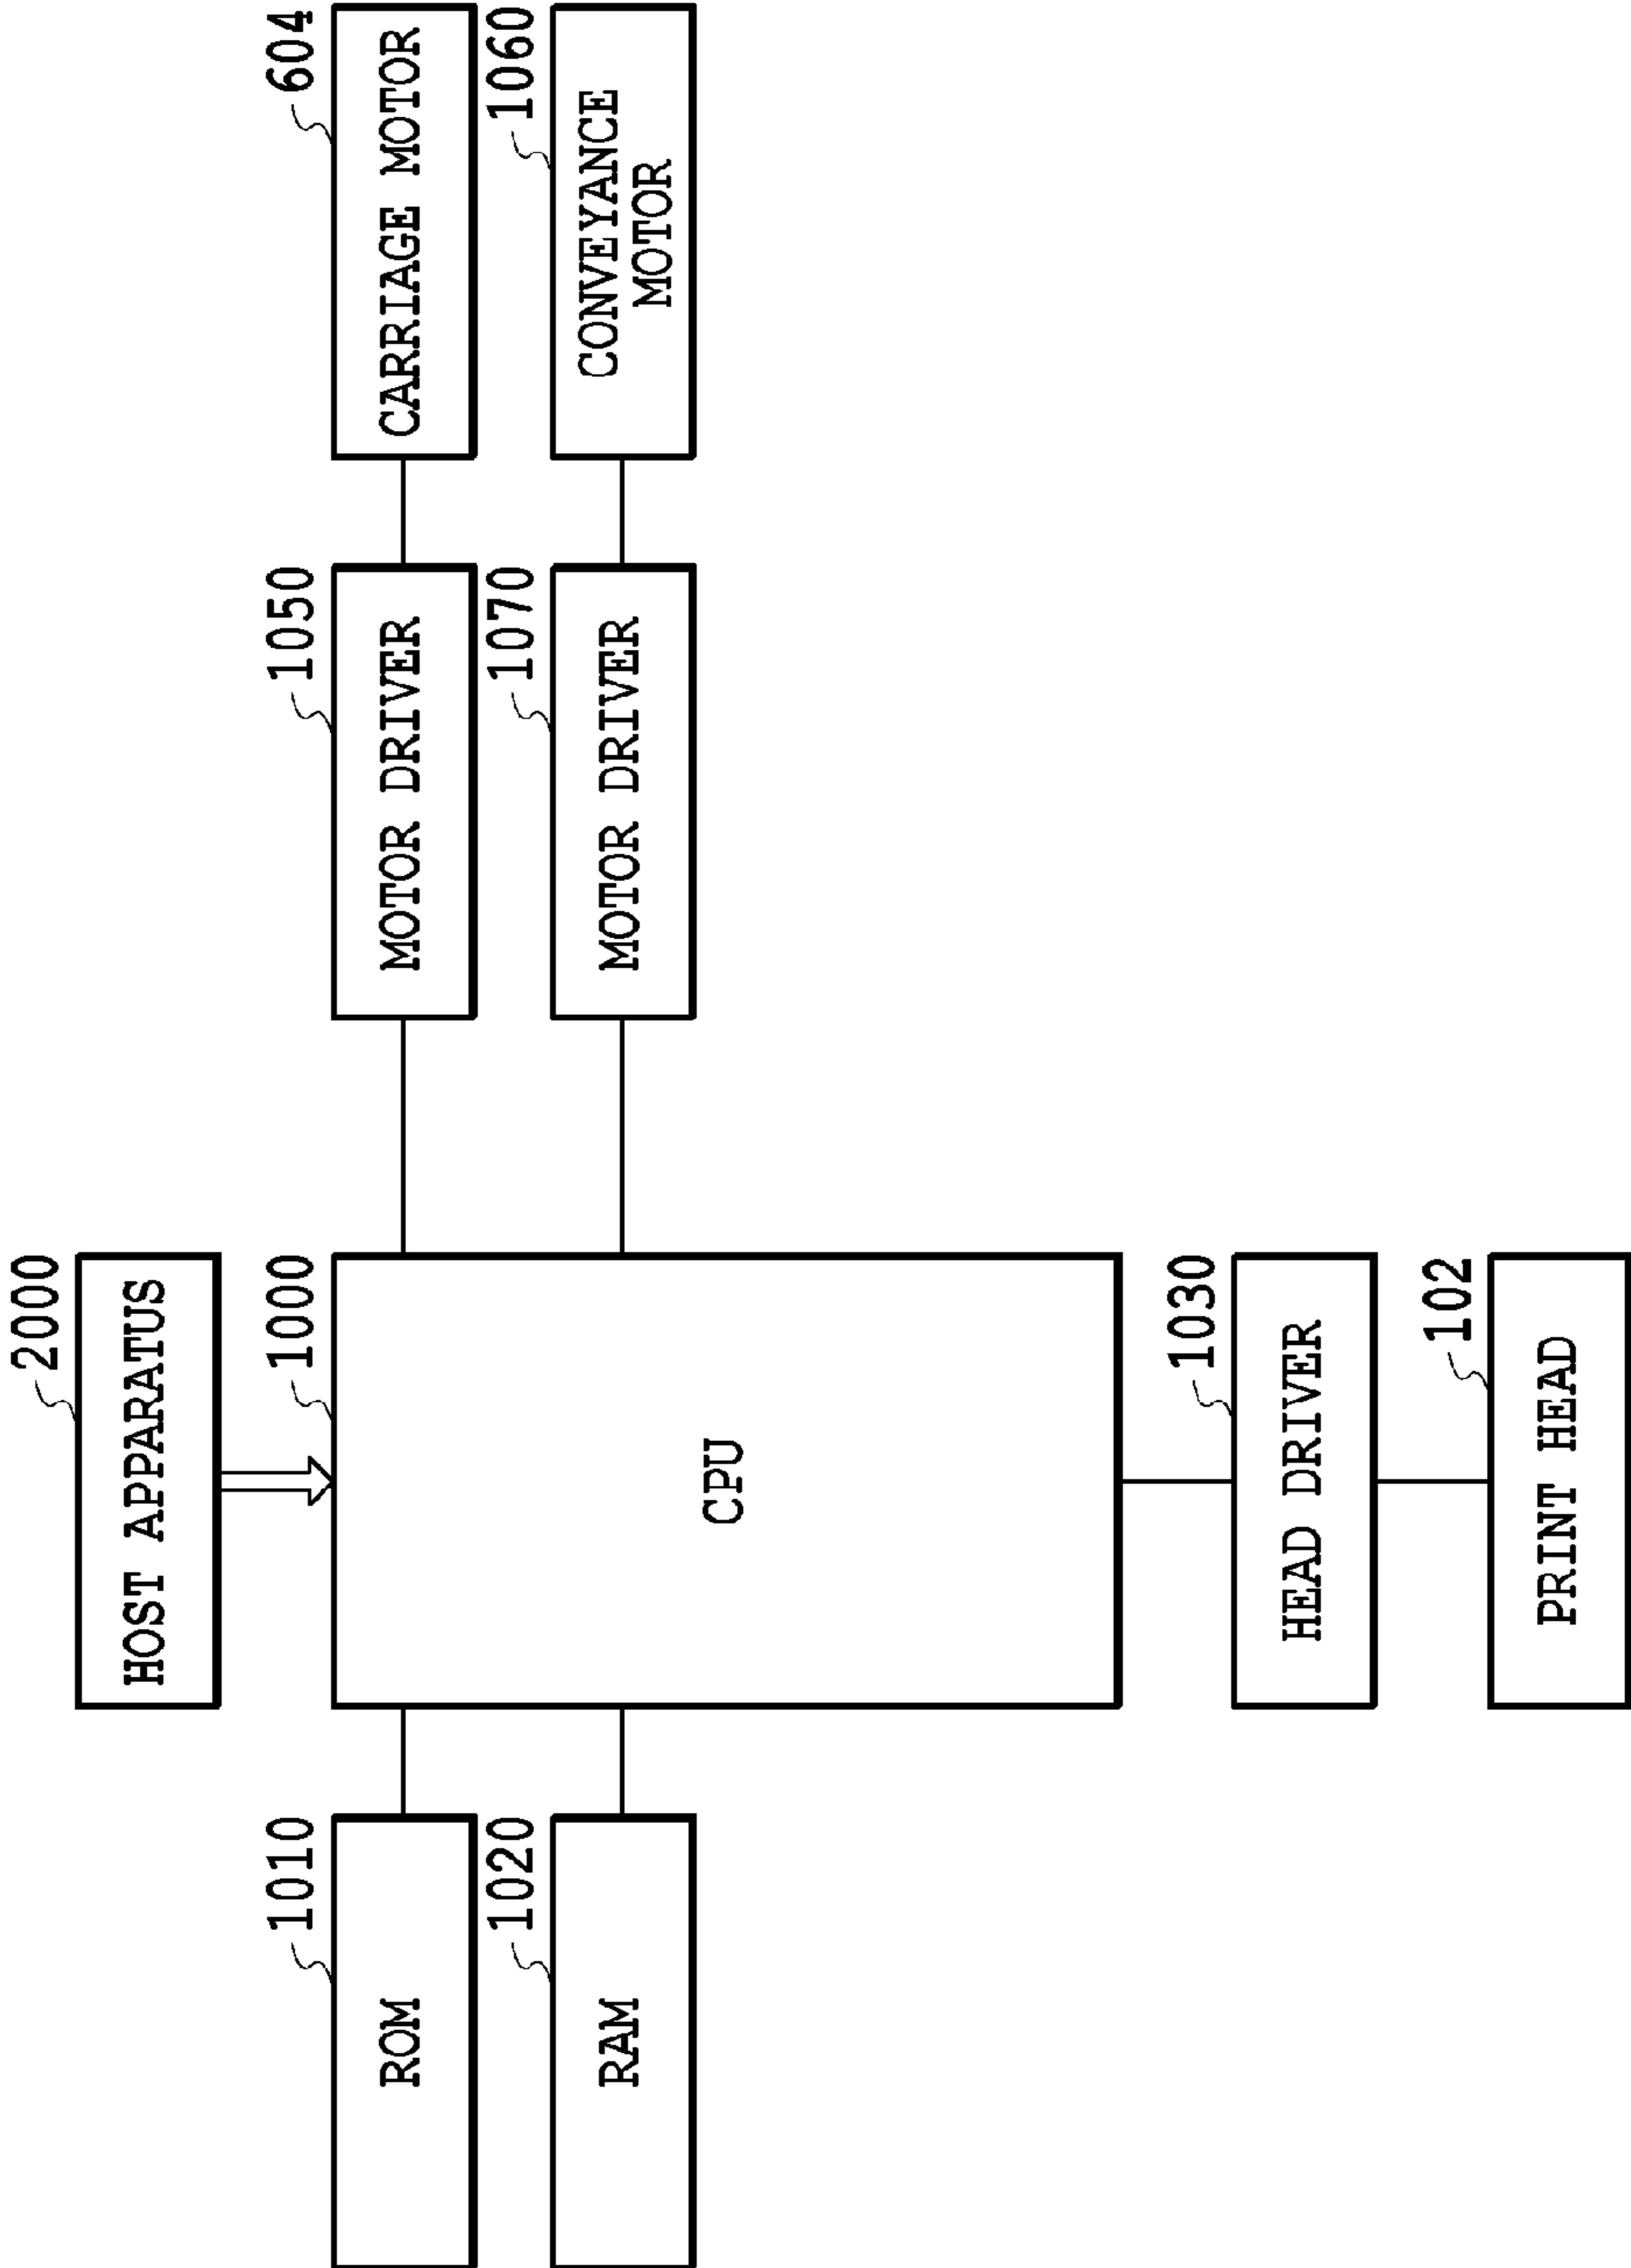 2000
HOST APPARATUS
1010
ROM
1000
CPU
1050
MOTOR DRIVER
604
CARRIAGE MOTOR
1020
RAM
1070
MOTOR DRIVER
1060
CONVEYANCE
MOTOR
1030
HEAD DRIVER
102
PRINT HEAD